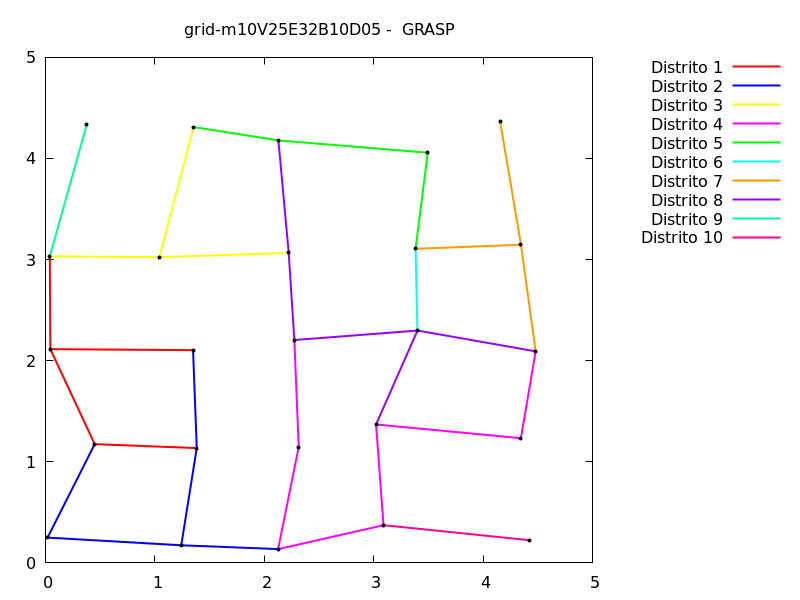 grid-m10V25E32B10D05 -  GRASP
Distrito 1
Distrito 2
Distrito 3
Distrito 4
Distrito 5
Distrito 6
Distrito 7
Distrito 8
Distrito 9
Distrito 10
5
4
3
2
1
0
0 1 2 3 4 5